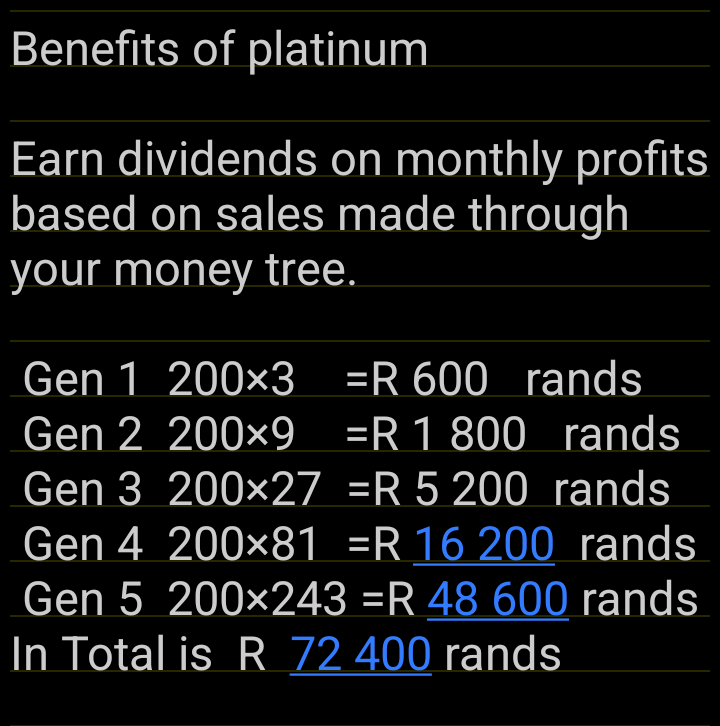 Benefits of platinum
Earn dividends on monthly profits
based on sales made through
your money tree.
Gen 1 200×3 =R 600 rands
Gen 2 200×9 =R 1 800 rands
Gen 3 200×27 =R 5 200 rands
Gen 4 200×81 =R 16 200 rands
Gen 5 200×243 =R 48 600 rands
In Total is R 72 400 rands